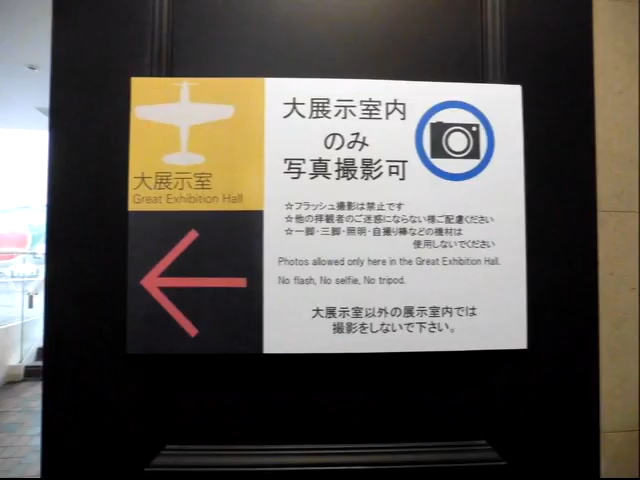 大展示室
Great Exhibition Hall
大展示室内
のみ
写真撮影可
☆フラッシュ撮影は禁止です
☆他の拝観者のご迷惑にならない様ご配慮ください
☆一脚・三脚・照明・自撮り棒などの機材は
使用しないでください
Photos allowed only here in the Great Exhibition Hall.
No flash, No selfie, No tripod.
大展示室以外の展示室内では
撮影をしないで下さい。